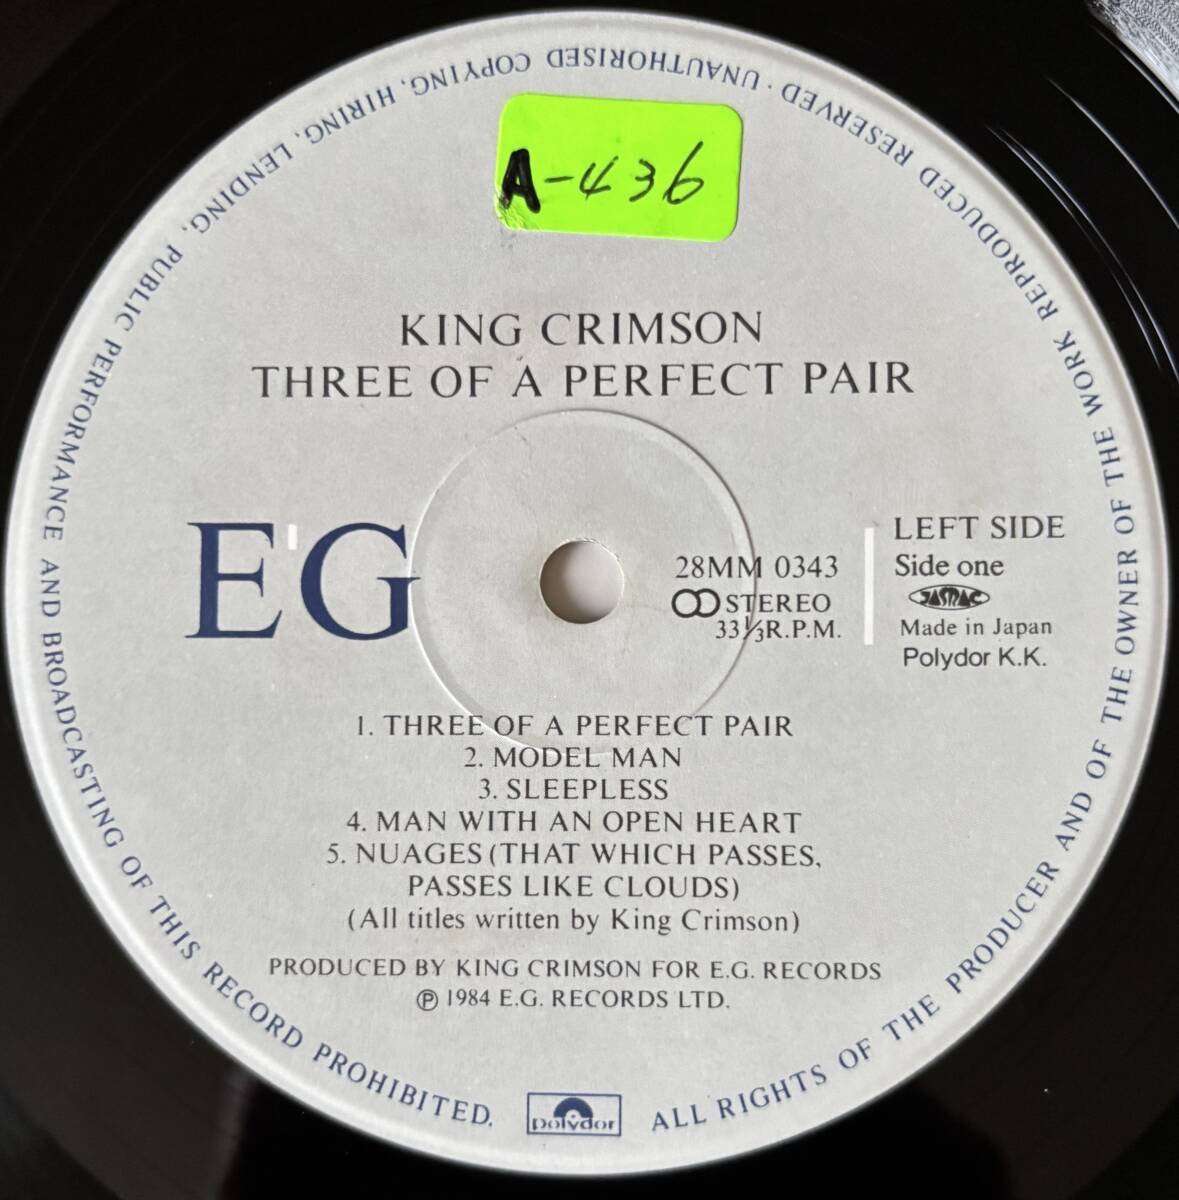 A-436
KING CRIMSON
THREE OF A PERFECT PAIR
E'G
28MM 0343
STEREO
33⅓R.P.M.
LEFT SIDE
Side one
JASRAC
Made in Japan
Polydor K.K.
1. THREE OF A PERFECT PAIR
2. MODEL MAN
3. SLEEPLESS
4. MAN WITH AN OPEN HEART
5. NUAGES (THAT WHICH PASSES,
PASSES LIKE CLOUDS)
(All titles written by King Crimson)
PRODUCED BY KING CRIMSON FOR E.G. RECORDS
℗ 1984 E.G. RECORDS LTD.
polydor
ALL RIGHTS OF THE PRODUCER AND OF THE OWNER OF THE WORK REPRODUCED RESERVED · UNAUTHORISED COPYING, HIRING, LENDING, PUBLIC PERFORMANCE AND BROADCASTING OF THIS RECORD PROHIBITED.